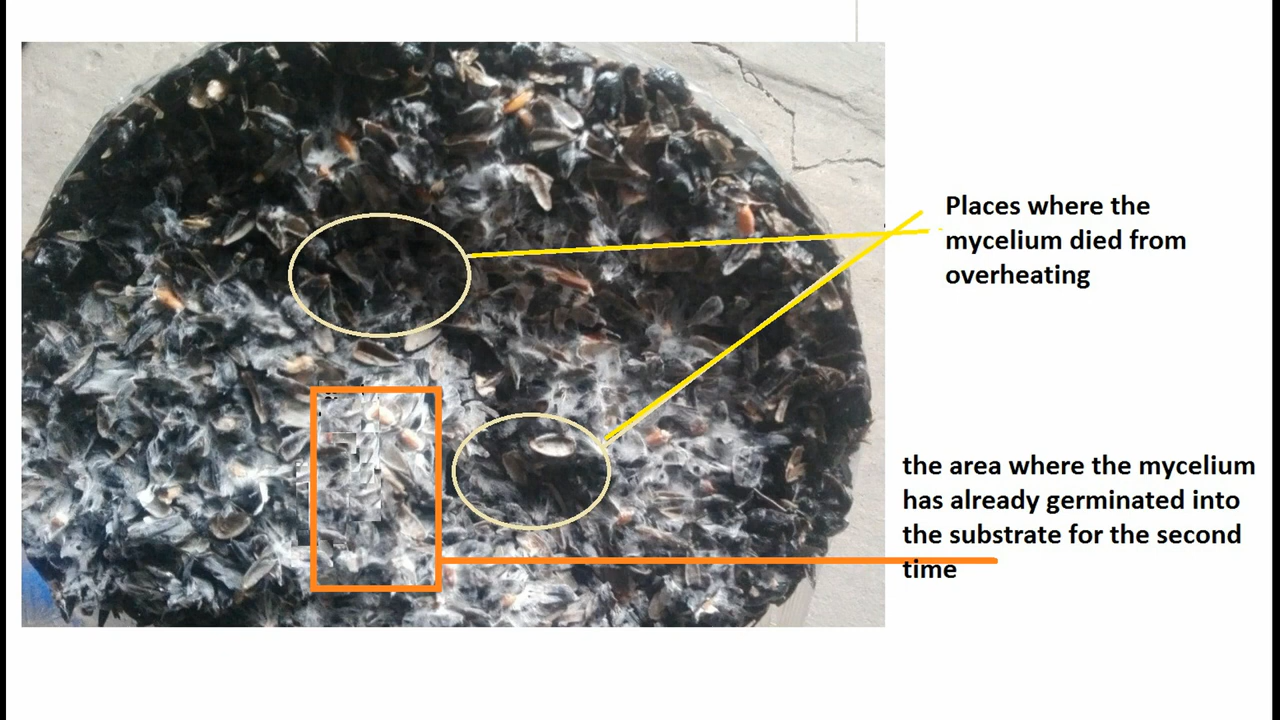 Places where the
mycelium died from
overheating
the area where the mycelium
has already germinated into
the substrate for the second
time